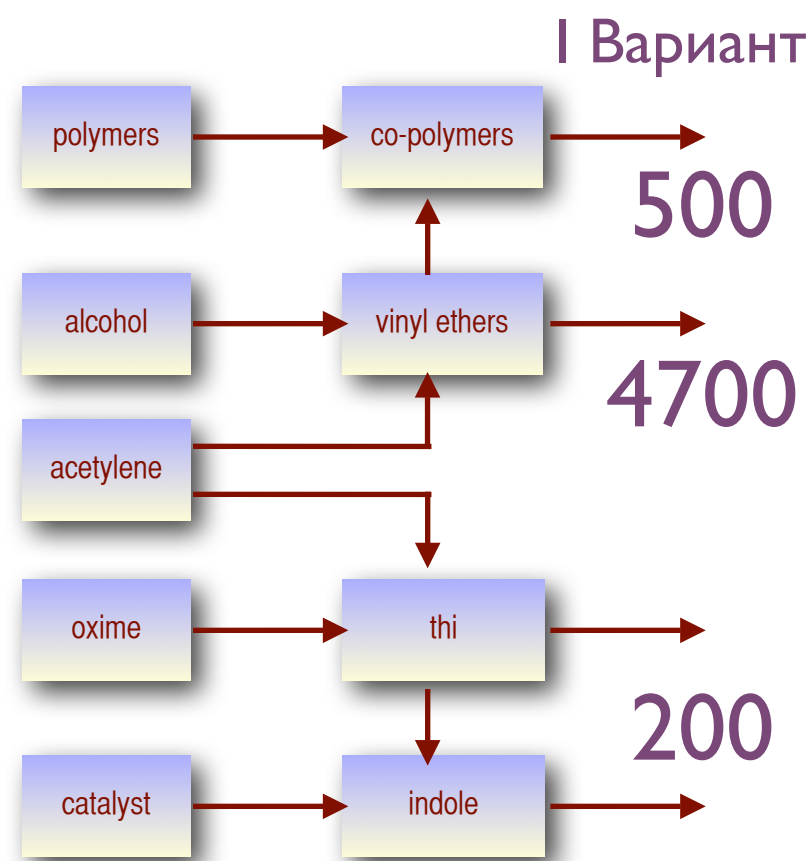 I Вариант
polymers
co-polymers
500
alcohol
vinyl ethers
4700
acetylene
oxime
thi
200
catalyst
indole